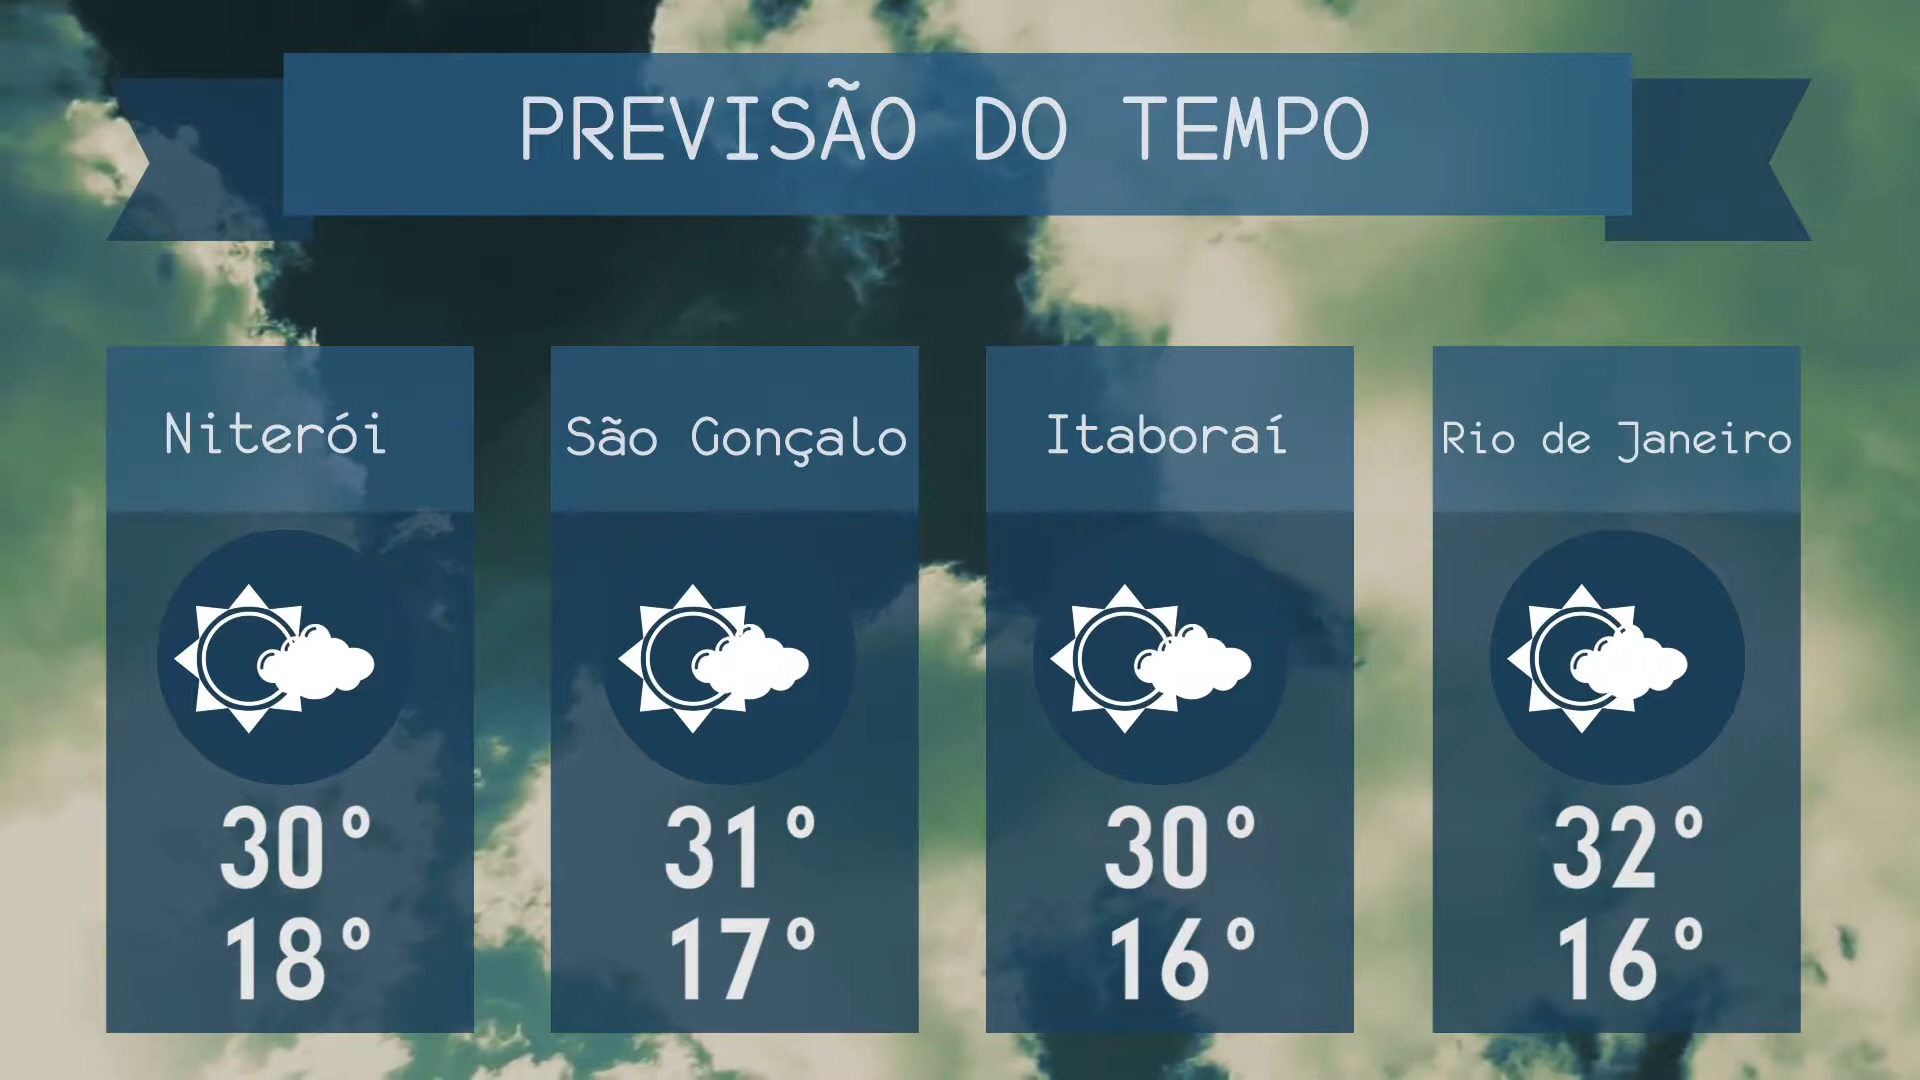 PREVISÃO DO TEMPO
Niterói
30°
18°
São Gonçalo
31°
17°
Itaboraí
30°
16°
Rio de Janeiro
32°
16°